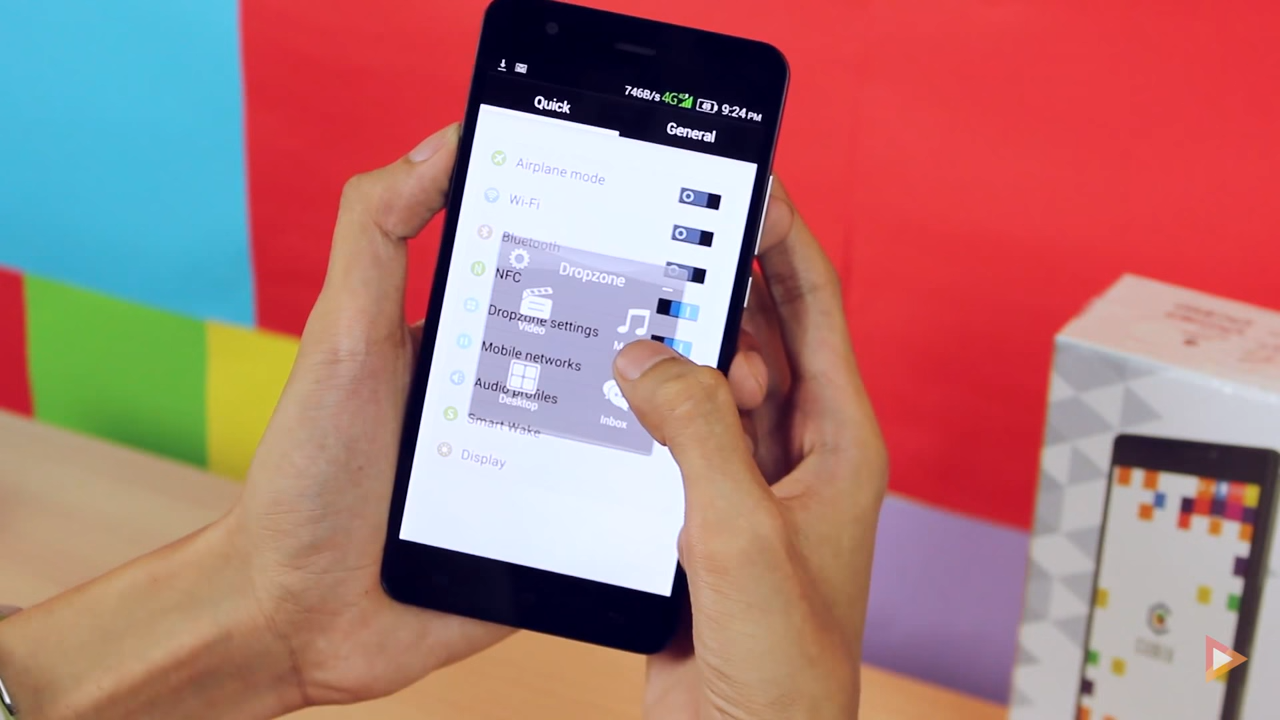 746B/s 4G 49 9:24 PM
Quick General
Airplane mode
Wi-Fi
Bluetooth
NFC
Dropzone settings
Mobile networks
Audio profiles
Smart Wake
Display
Dropzone
Video
Desktop Inbox